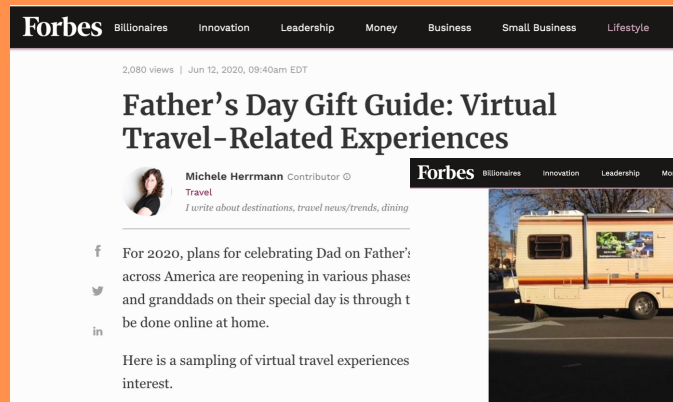 Forbes Billionaires Innovation Leadership Money Business Small Business Lifestyle
2,080 views | Jun 12, 2020, 09:40am EDT
Father's Day Gift Guide: Virtual
Travel-Related Experiences
Michele Herrmann Contributor
Travel
I write about destinations, travel news/trends, dining
Forbes Billionaires Innovation Leadership
For 2020, plans for celebrating Dad on Father's
across America are reopening in various phases
and granddads on their special day is through
be done online at home.
Here is a sampling of virtual travel experiences
interest.